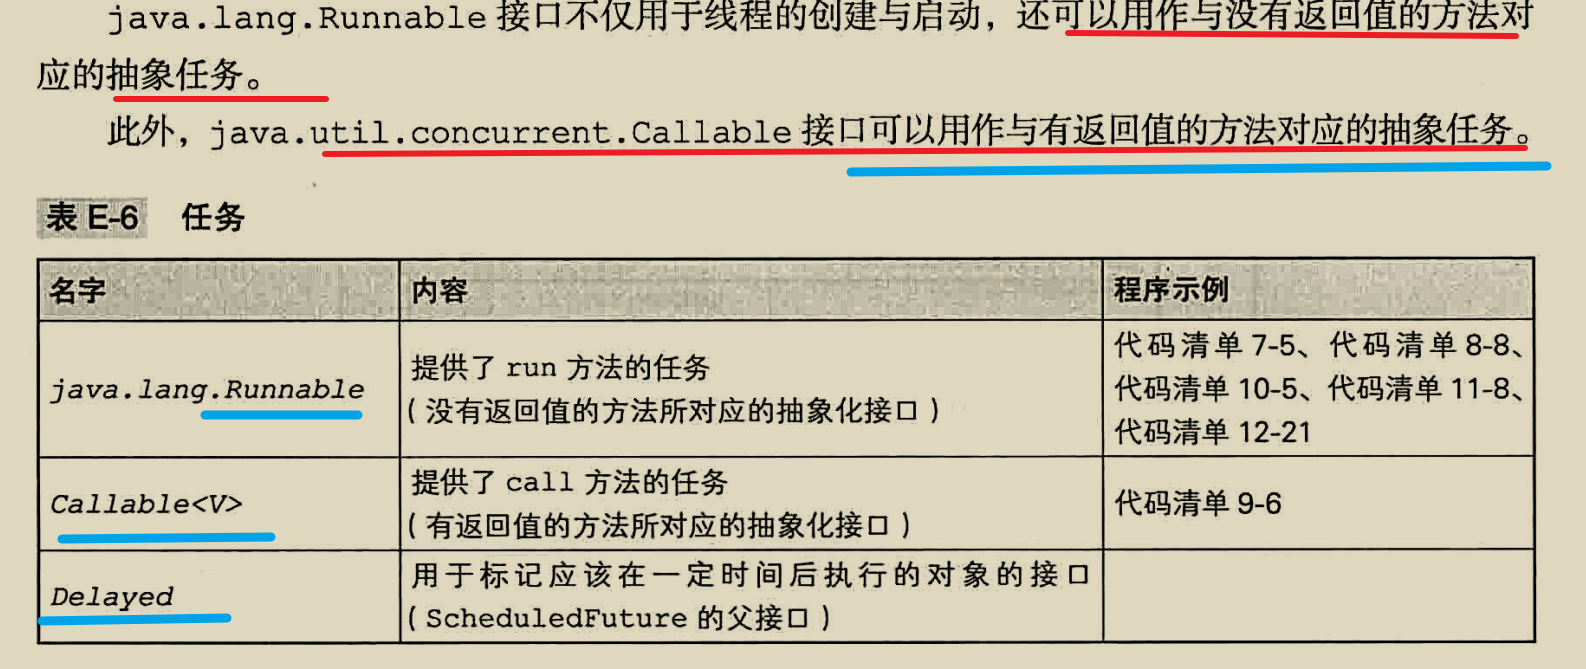 java.lang.Runnable 接口不仅用于线程的创建与启动，还可以用作与没有返回值的方法对
应的抽象任务。
此外，java.util.concurrent.Callable 接口可以用作与有返回值的方法对应的抽象任务。
表 E-6 任务
名字 内容 程序示例
java.lang.Runnable
提供了 run 方法的任务
（没有返回值的方法所对应的抽象化接口）
代码清单 7-5、代码清单 8-8、
代码清单 10-5、代码清单 11-8、
代码清单 12-21
Callable<V>
提供了 call 方法的任务
（有返回值的方法所对应的抽象化接口）
代码清单 9-6
Delayed
用于标记应该在一定时间后执行的对象的接口
（ScheduledFuture 的父接口）